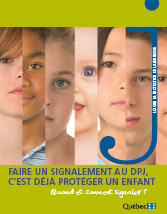 FAIRE UN SIGNALEMENT AU DPJ,
C'EST DÉJÀ PROTÉGER UN ENFANT
Quand et comment signaler ?
Québec